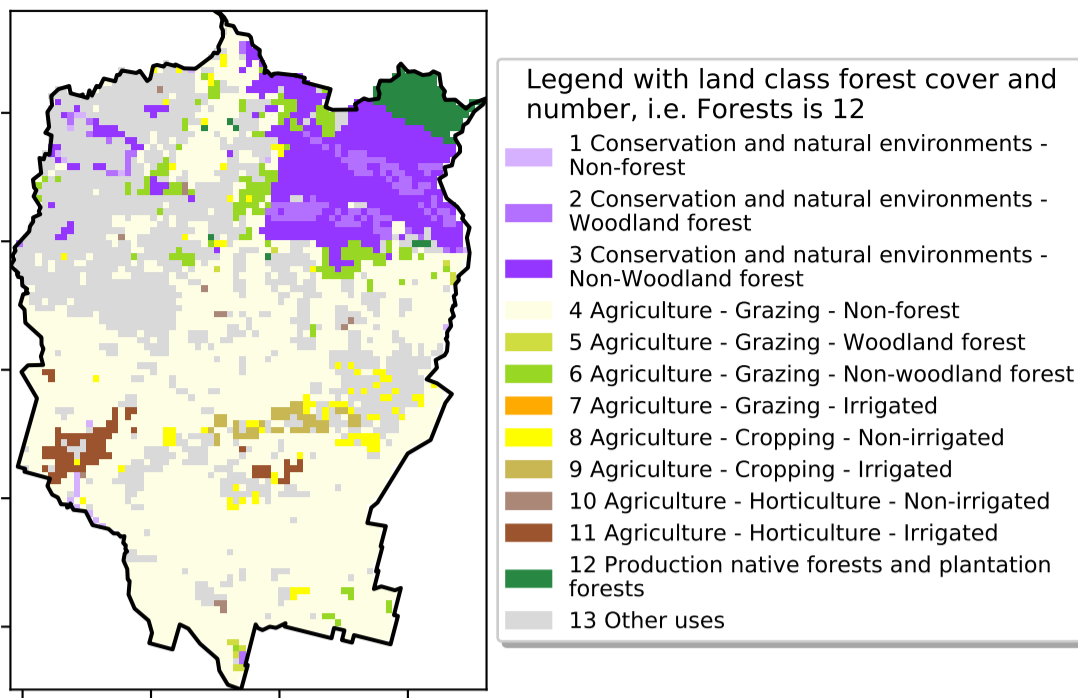 Legend with land class forest cover and
number, i.e. Forests is 12
1 Conservation and natural environments -
Non-forest
2 Conservation and natural environments -
Woodland forest
3 Conservation and natural environments -
Non-Woodland forest
4 Agriculture - Grazing - Non-forest
5 Agriculture - Grazing - Woodland forest
6 Agriculture - Grazing - Non-woodland forest
7 Agriculture - Grazing - Irrigated
8 Agriculture - Cropping - Non-irrigated
9 Agriculture - Cropping - Irrigated
10 Agriculture - Horticulture - Non-irrigated
11 Agriculture - Horticulture - Irrigated
12 Production native forests and plantation
forests
13 Other uses